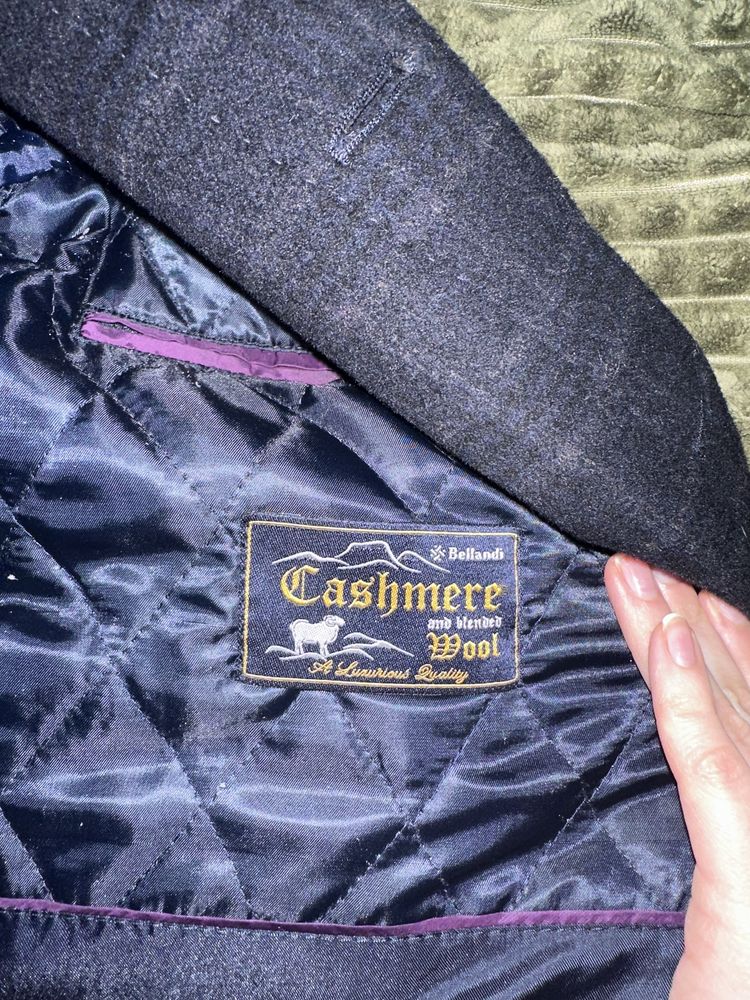 Bellandi
Cashmere
and blended
Wool
A Luxurious Quality